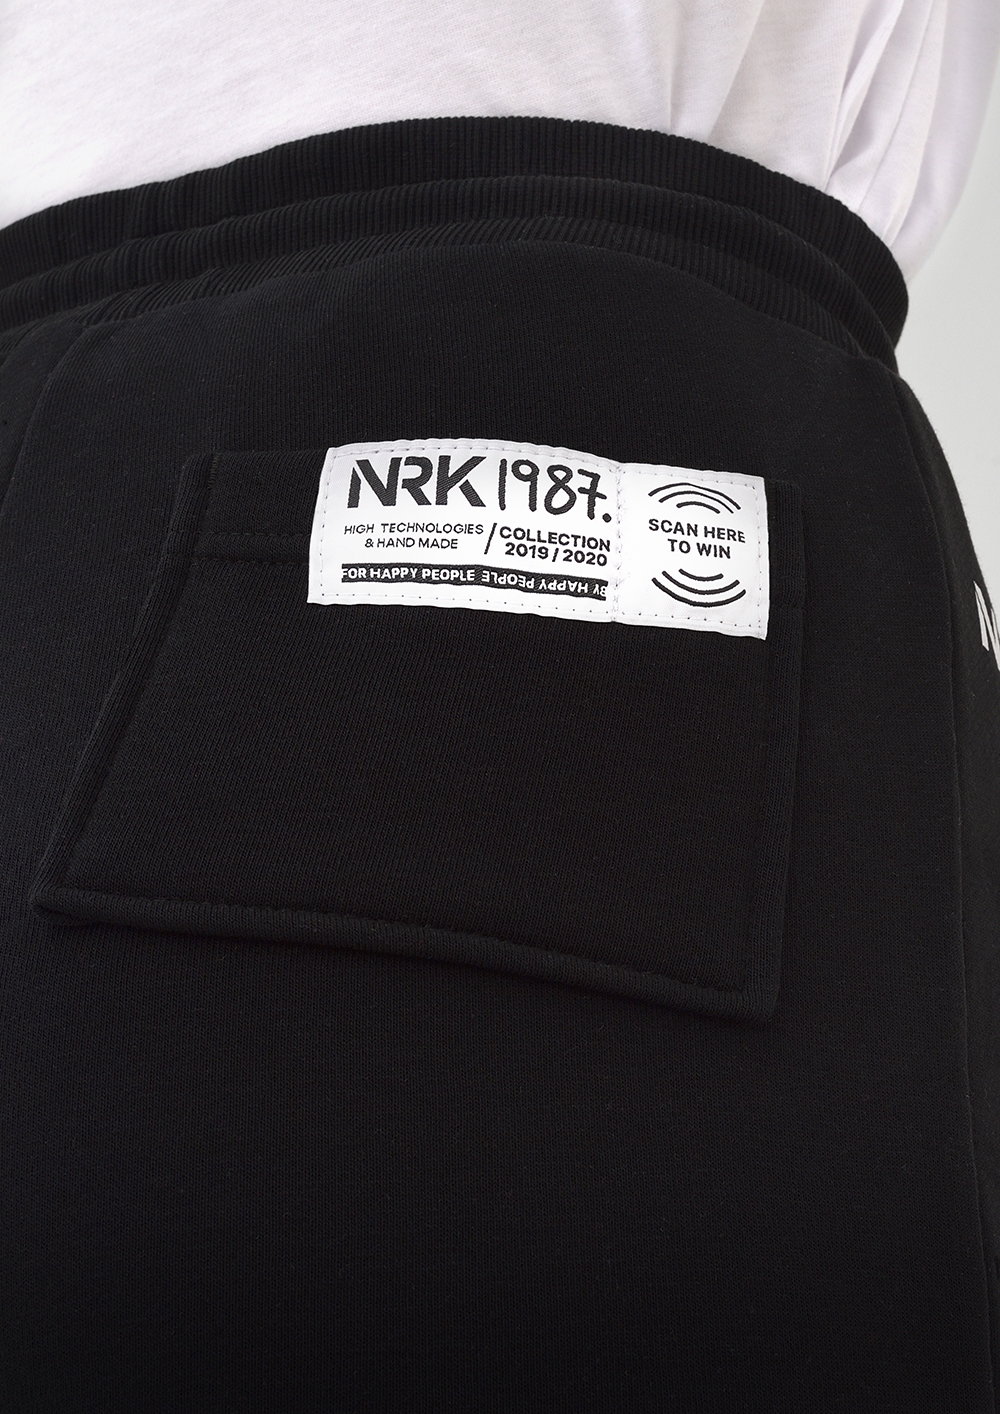 NRK 1987.
HIGH TECHNOLOGIES
& HAND MADE
/ COLLECTION
2019 / 2020
FOR HAPPY PEOPLE BY HAPPY PEOPLE
SCAN HERE
TO WIN